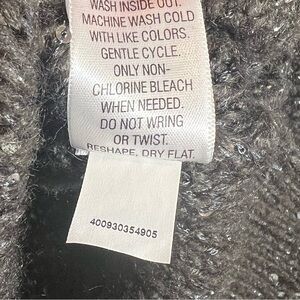 WASH INSIDE OUT.
MACHINE WASH COLD
WITH LIKE COLORS.
GENTLE CYCLE.
ONLY NON-
CHLORINE BLEACH
WHEN NEEDED.
DO NOT WRING
OR TWIST.
RESHAPE, DRY FLAT.
400930354905